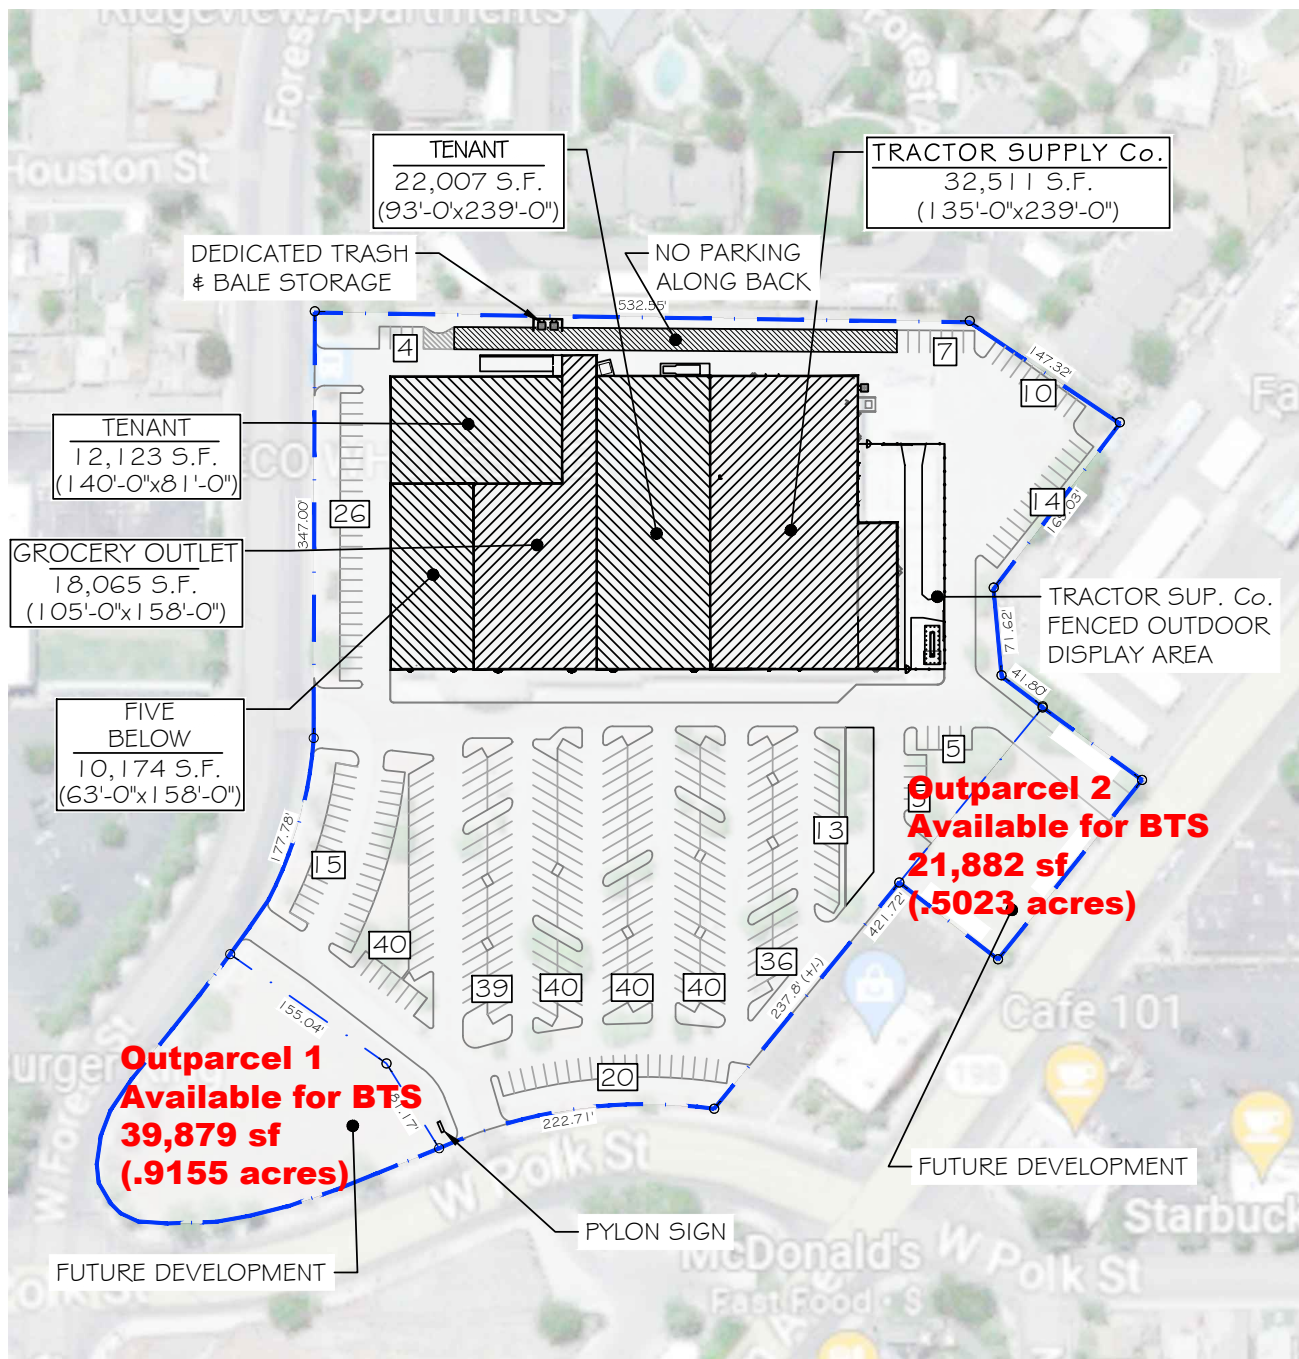 Ridgeview Apartments
Houston St
TENANT
22,007 S.F.
(93'-0"x239'-0")
TRACTOR SUPPLY Co.
32,511 S.F.
(135'-0"x239'-0")
DEDICATED TRASH
& BALE STORAGE
NO PARKING
ALONG BACK
532.55'
4
7
147.32'
10
TENANT
12,123 S.F.
(140'-0"x81'-0")
26
347.00'
14
GROCERY OUTLET
18,065 S.F.
(105'-0"x158'-0")
TRACTOR SUP. Co.
FENCED OUTDOOR
DISPLAY AREA
71.62'
41.80'
FIVE
BELOW
10,174 S.F.
(63'-0"x158'-0")
5
Outparcel 2
Available for BTS
21,882 sf
(.5023 acres)
13
177.78'
15
421.72'
40
39
40
40
40
36
237.8' (+/-)
155.04'
Cafe 101
Outparcel 1
Available for BTS
39,879 sf
(.9155 acres)
20
222.71'
W Polk St
FUTURE DEVELOPMENT
PYLON SIGN
FUTURE DEVELOPMENT
McDonald's
Fast Food · $
W Polk St